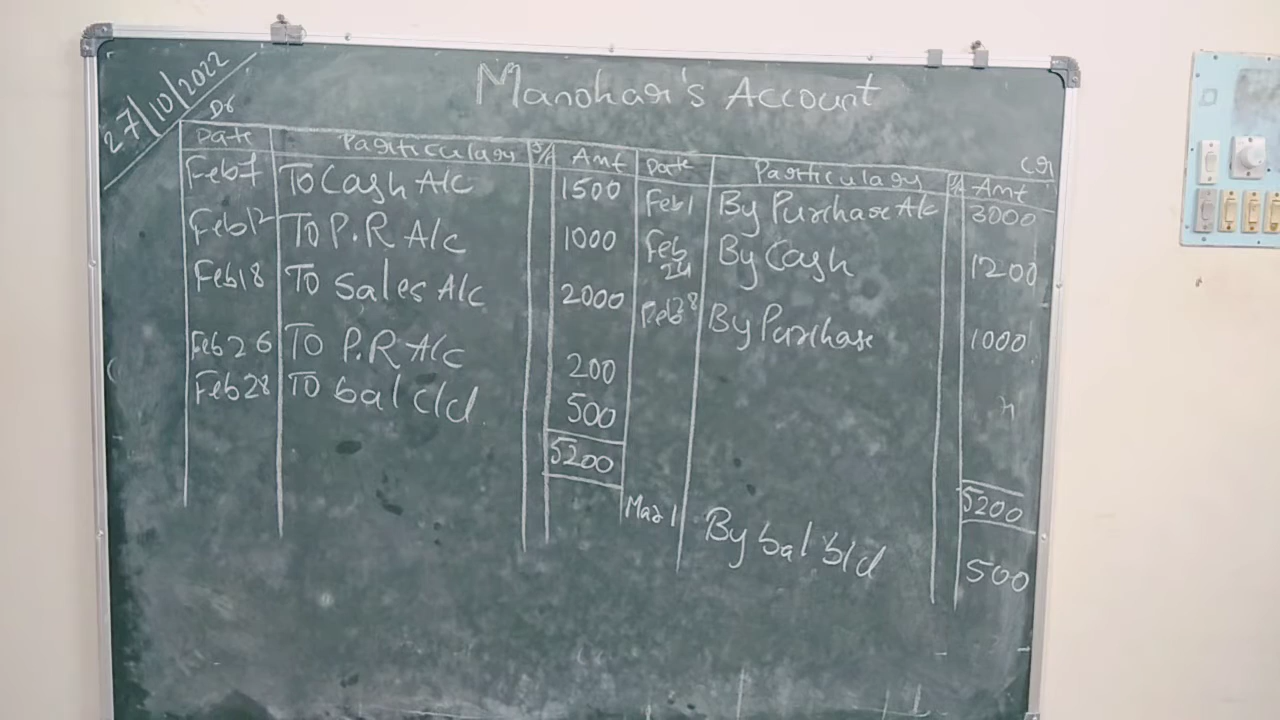 27/10/2022
Manohar's Account
Dr
Cr
Date Particulars J/F Amt Date Particulars J/F Amt
Feb 7 To Cash A/c 1500 Feb 1 By Purchase A/c 3000
Feb 12 To P.R A/c 1000 Feb 24 By Cash 1200
Feb 18 To Sales A/c 2000 Feb 28 By Purchase 1000
Feb 26 To P.R A/c 200
Feb 28 To bal c/d 500
5200 5200
Mar 1 By bal b/d 500